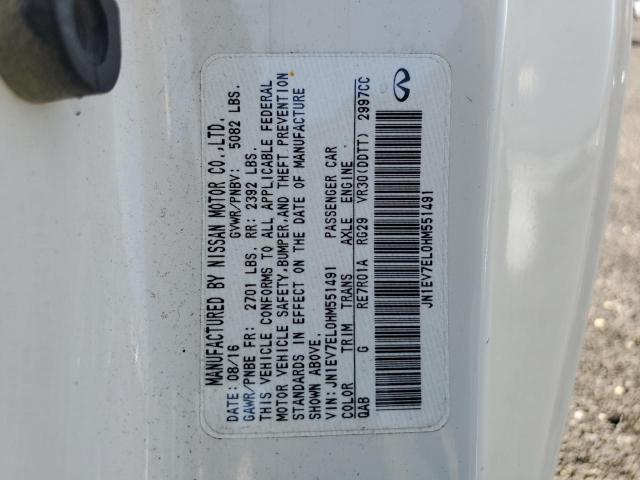 MANUFACTURED BY NISSAN MOTOR CO.,LTD.
DATE: 08/16 GVWR/PNBV: 5082 LBS.
GAWR/PNBE FR: 2701 LBS. RR: 2392 LBS.
THIS VEHICLE CONFORMS TO ALL APPLICABLE FEDERAL
MOTOR VEHICLE SAFETY,BUMPER,AND THEFT PREVENTION
STANDARDS IN EFFECT ON THE DATE OF MANUFACTURE
SHOWN ABOVE.
VIN: JN1EV7EL0HM551491 PASSENGER CAR
COLOR TRIM TRANS AXLE ENGINE
QAB G RE7R01A RG29 VR30(DDTT) 2997CC
JN1EV7EL0HM551491